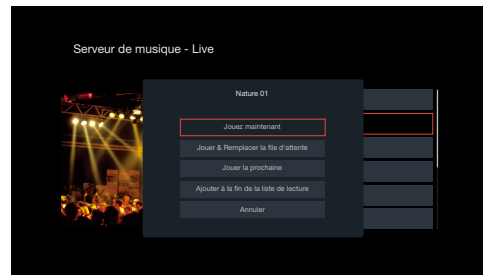 Serveur de musique - Live
Nature 01
Jouez maintenant
Jouer & Remplacer la file d'attente
Jouer la prochaine
Ajouter à la fin de la liste de lecture
Annuler